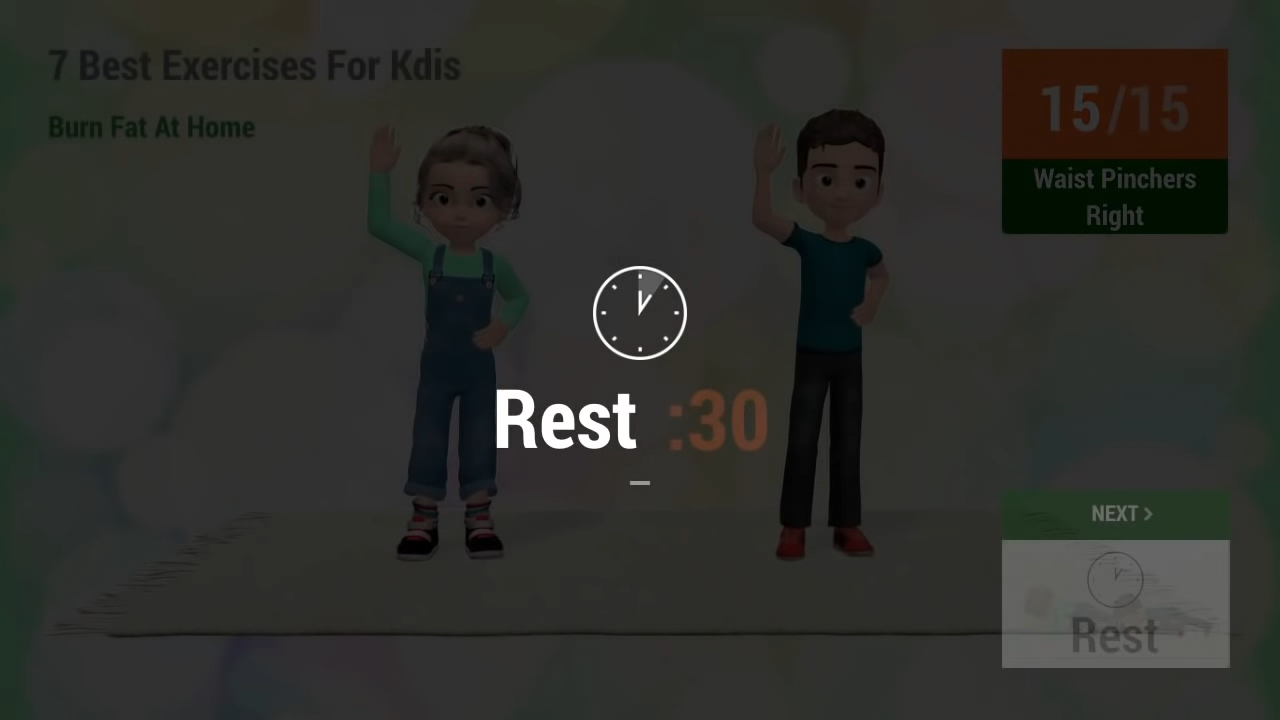 7 Best Exercises For Kdis
Burn Fat At Home
15/15
Waist Pinchers
Right
Rest :30
NEXT >
Rest